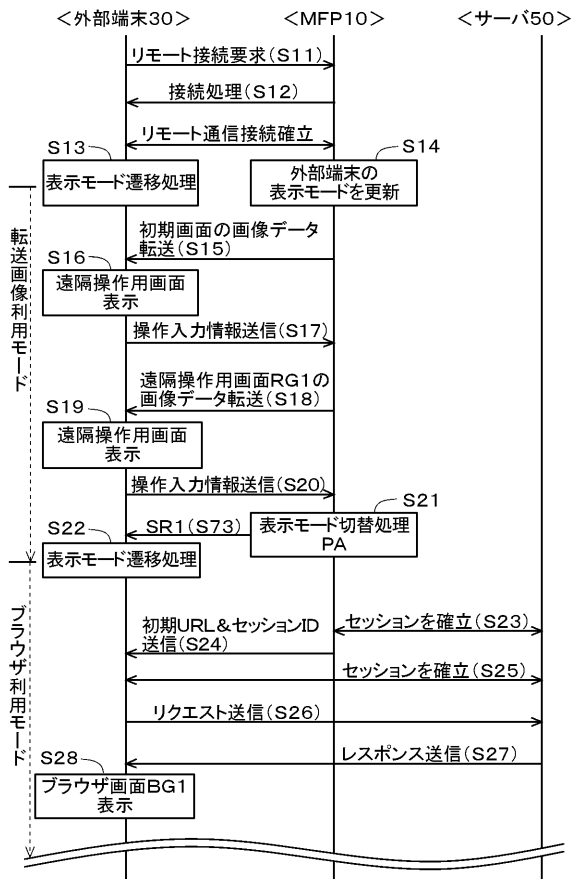 <外部端末30>
<MFP10>
<サーバ50>
リモート接続要求(S11)
接続処理(S12)
リモート通信接続確立
S13
表示モード遷移処理
S14
外部端末の
表示モードを更新
初期画面の画像データ
転送(S15)
S16
遠隔操作用画面
表示
操作入力情報送信(S17)
転送画像利用モード
遠隔操作用画面RG1の
画像データ転送(S18)
S19
遠隔操作用画面
表示
操作入力情報送信(S20)
S21
表示モード切替処理
PA
SR1(S73)
S22
表示モード遷移処理
セッションを確立(S23)
初期URL&セッションID
送信(S24)
セッションを確立(S25)
ブラウザ利用モード
リクエスト送信(S26)
レスポンス送信(S27)
S28
ブラウザ画面BG1
表示